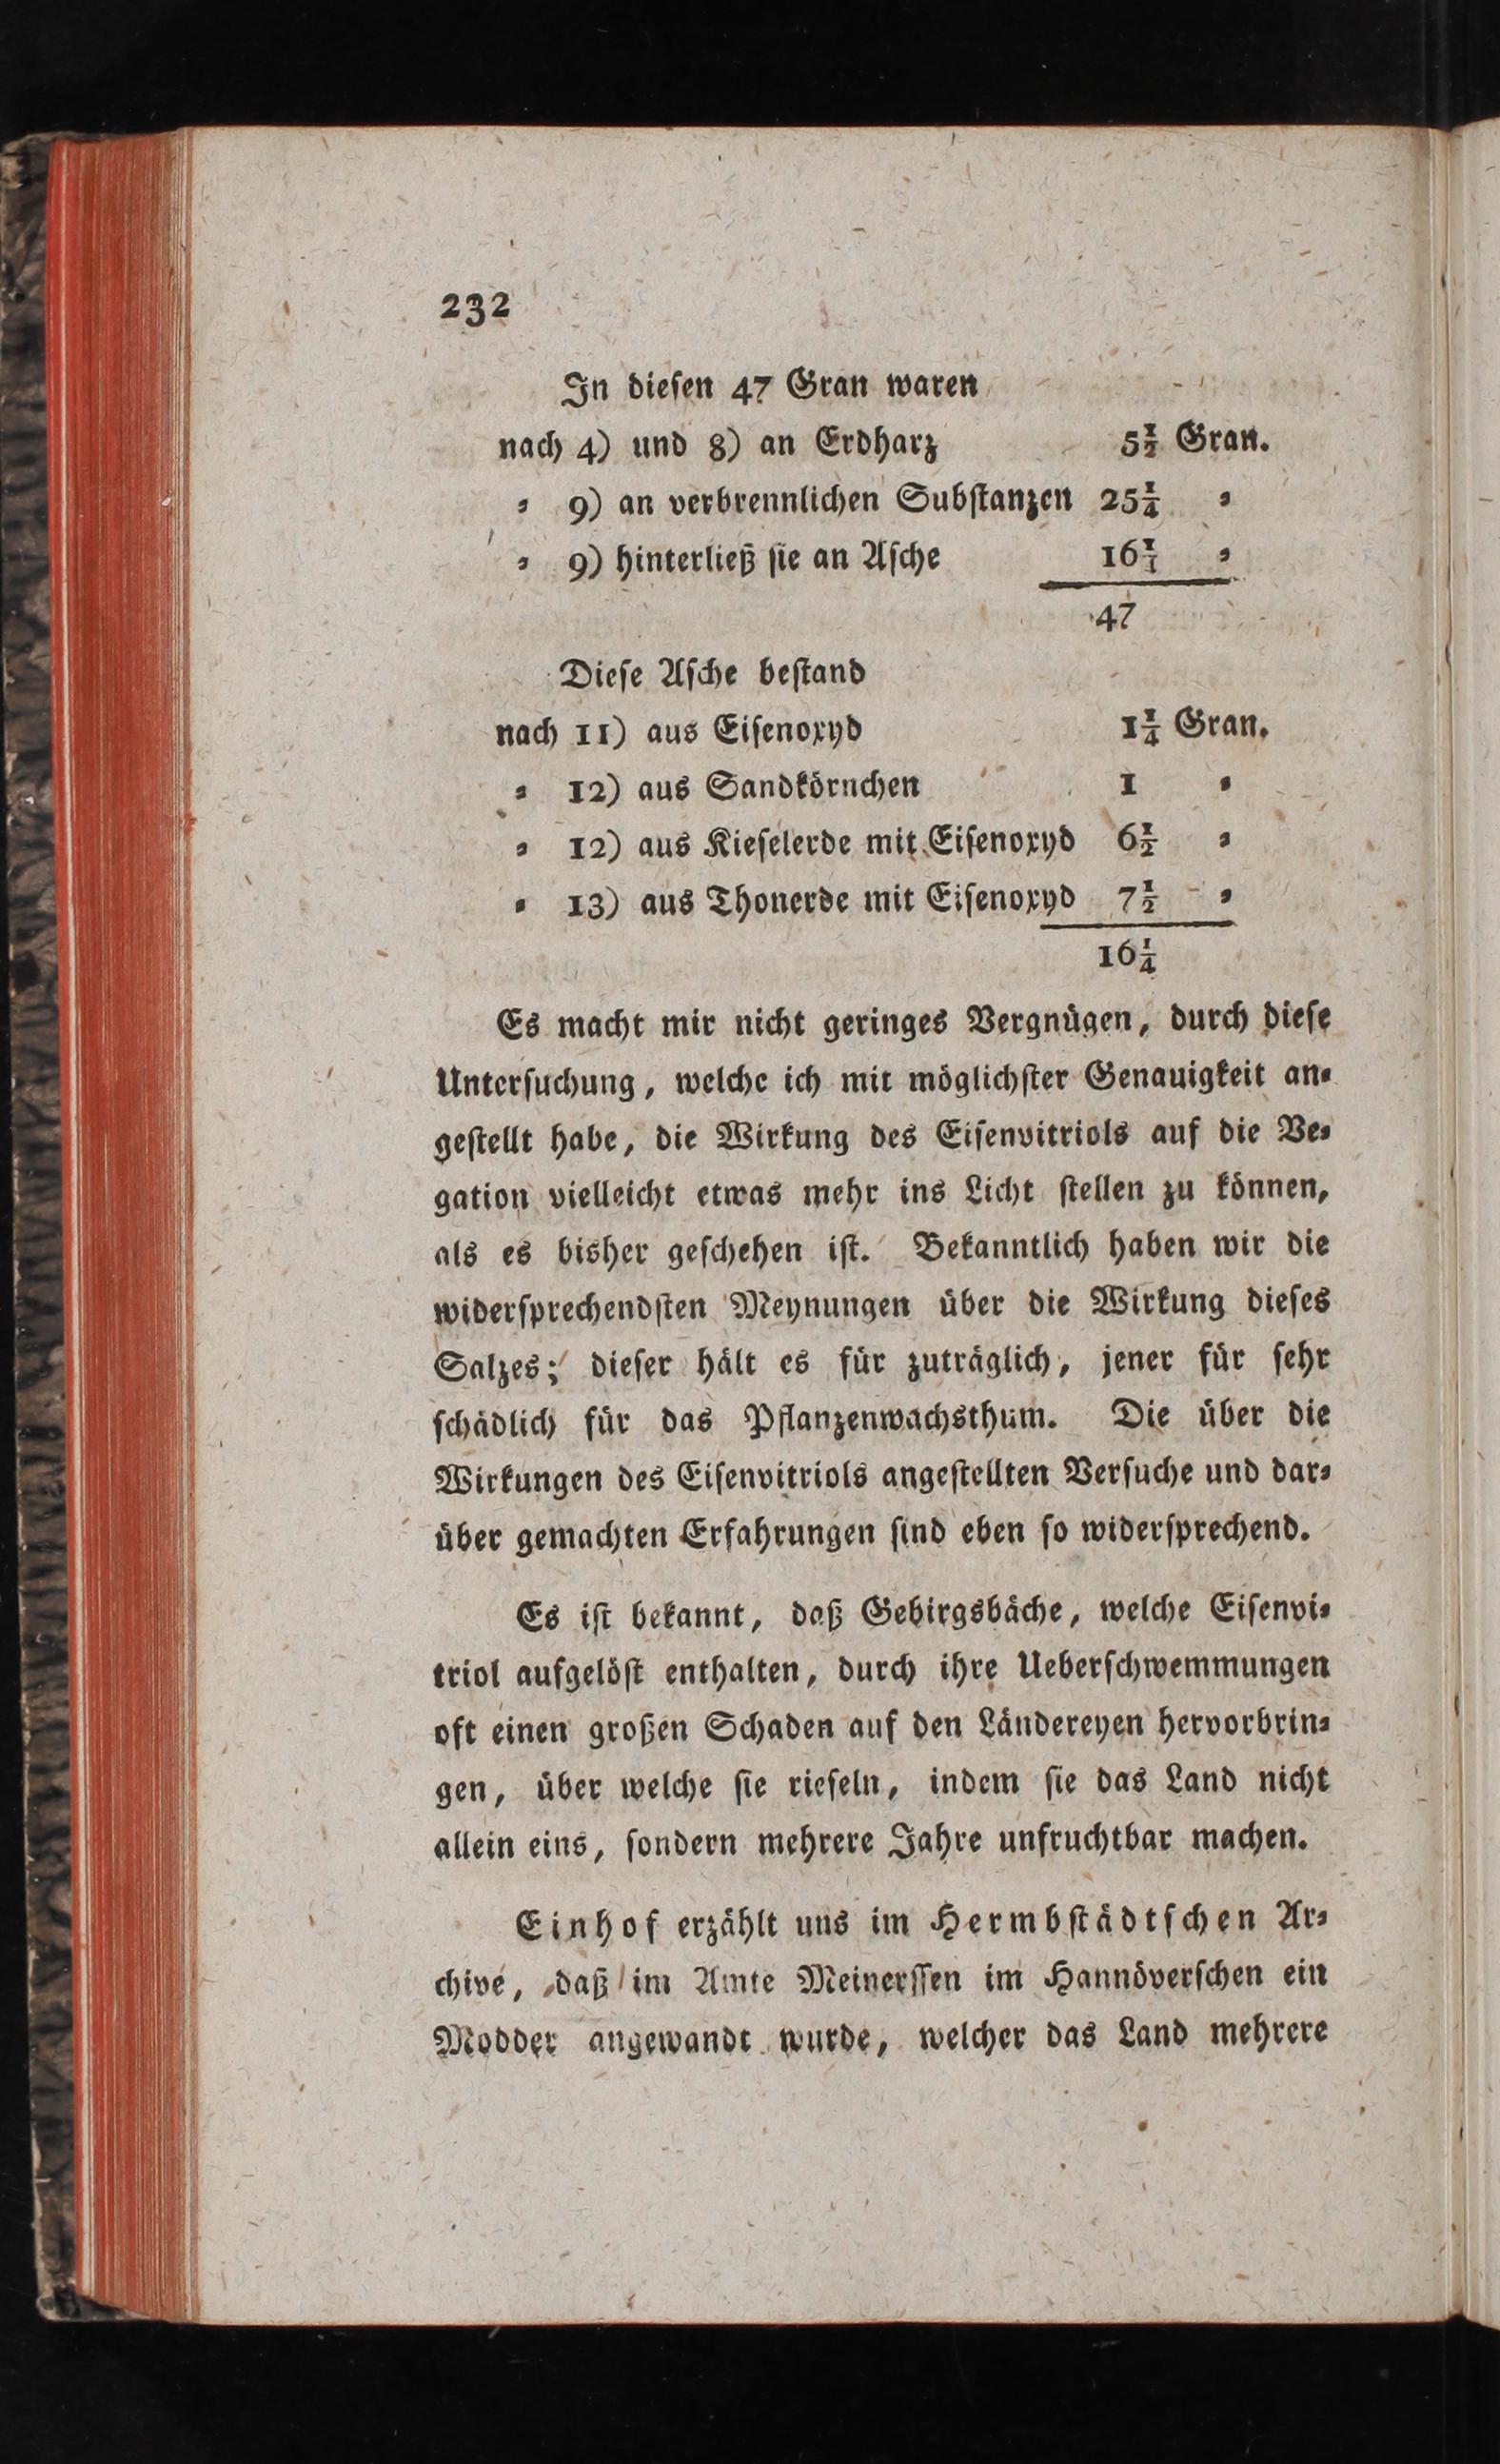 232
In dieſen 47 Gran waren
nach 4) und 8) an Erdharz 5½ Gran.
⸗ 9) an verbrennlichen Subſtanzen 25¼ ⸗
⸗ 9) hinterließ ſie an Aſche 16¼ ⸗
47
Dieſe Aſche beſtand
nach 11) aus Eiſenoxyd 1¼ Gran.
⸗ 12) aus Sandkörnchen 1 ⸗
⸗ 12) aus Kieſelerde mit Eiſenoxyd 6½ ⸗
⸗ 13) aus Thonerde mit Eiſenoxyd 7½ ⸗
16¼
Es macht mir nicht geringes Vergnügen, durch dieſe
Unterſuchung, welche ich mit möglichſter Genauigkeit an⸗
geſtellt habe, die Wirkung des Eiſenvitriols auf die Ve⸗
gation vielleicht etwas mehr ins Licht ſtellen zu können,
als es bisher geſchehen iſt. Bekanntlich haben wir die
widerſprechendſten Meynungen über die Wirkung dieſes
Salzes; dieſer hält es für zuträglich, jener für ſehr
ſchädlich für das Pflanzenwachsthum. Die über die
Wirkungen des Eiſenvitriols angeſtellten Verſuche und dar⸗
über gemachten Erfahrungen ſind eben ſo widerſprechend.
Es iſt bekannt, daß Gebirgsbäche, welche Eiſenvi⸗
triol aufgelöſt enthalten, durch ihre Ueberſchwemmungen
oft einen großen Schaden auf den Ländereyen hervorbrin⸗
gen, über welche ſie rieſeln, indem ſie das Land nicht
allein eins, ſondern mehrere Jahre unfruchtbar machen.
Einhof erzählt uns im Hermbſtädtſchen Ar⸗
chive, daß im Amte Meinerſſen im Hannöverſchen ein
Modder angewandt wurde, welcher das Land mehrere